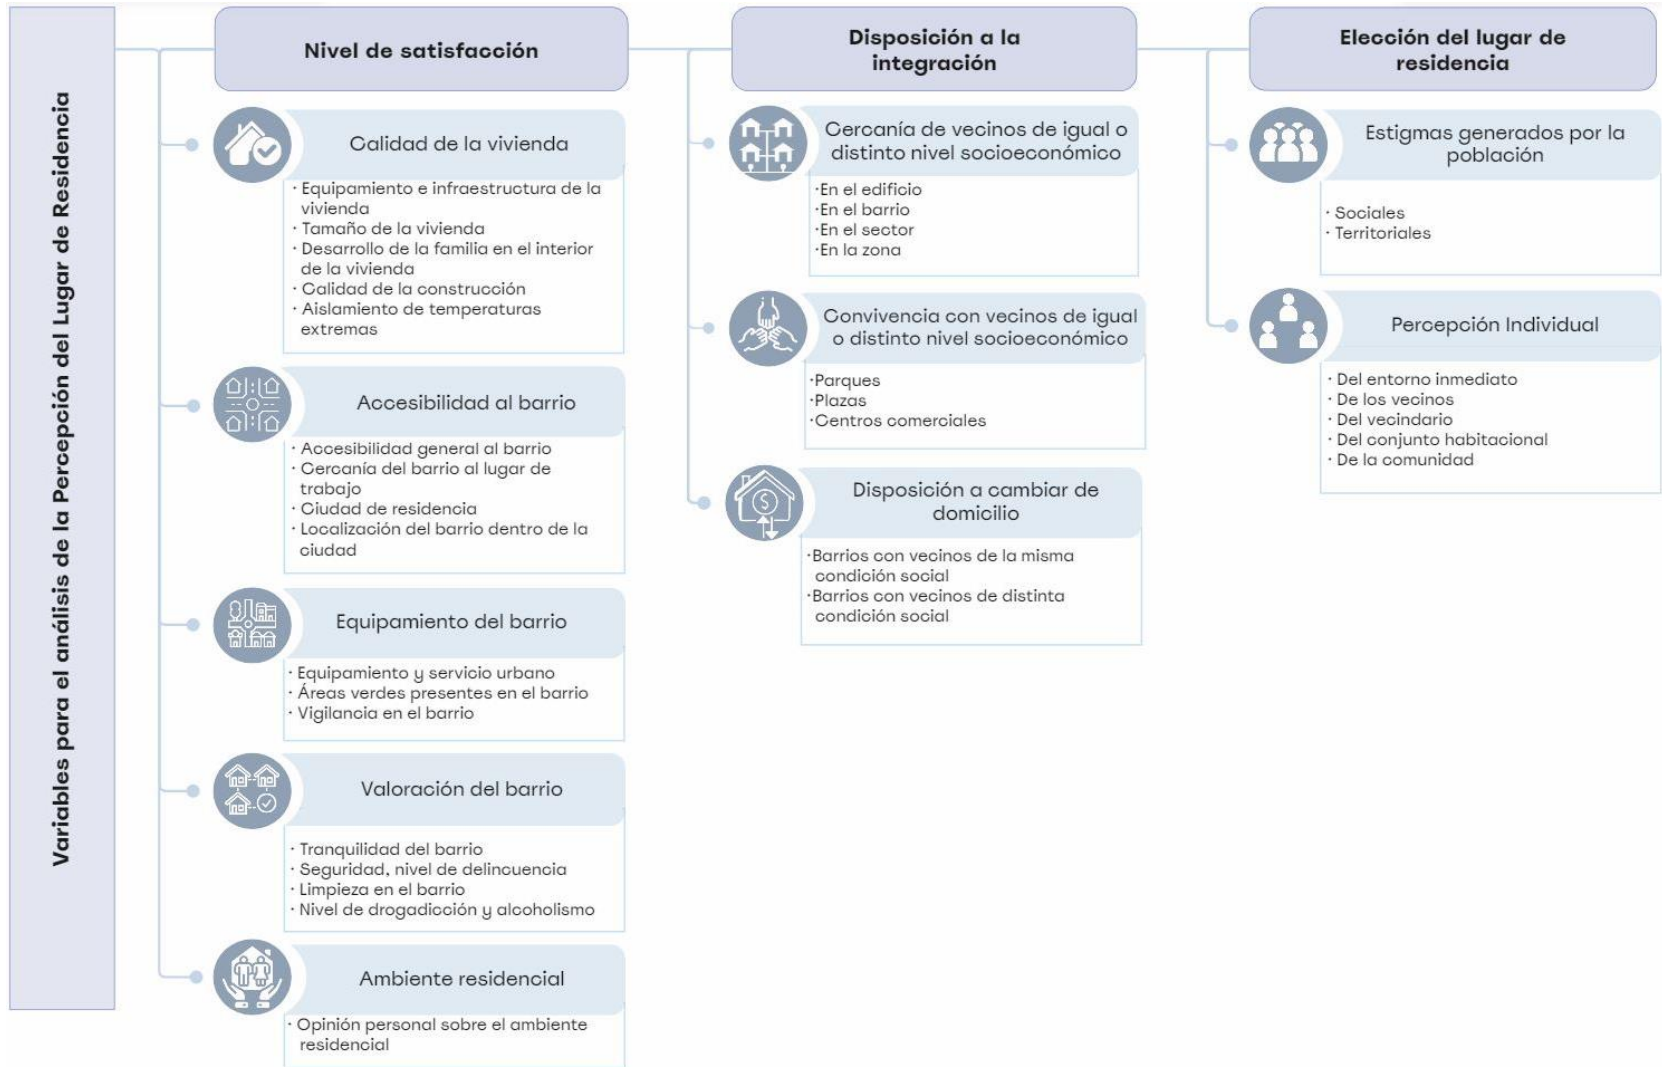 Variables para el análisis de la Percepción del Lugar de Residencia
Nivel de satisfacción
Calidad de la vivienda
· Equipamiento e infraestructura de la
vivienda
· Tamaño de la vivienda
· Desarrollo de la familia en el interior
de la vivienda
· Calidad de la construcción
· Aislamiento de temperaturas
extremas
Accesibilidad al barrio
· Accesibilidad general al barrio
· Cercanía del barrio al lugar de
trabajo
· Ciudad de residencia
· Localización del barrio dentro de la
ciudad
Equipamiento del barrio
· Equipamiento y servicio urbano
· Áreas verdes presentes en el barrio
· Vigilancia en el barrio
Valoración del barrio
· Tranquilidad del barrio
· Seguridad, nivel de delincuencia
· Limpieza en el barrio
· Nivel de drogadicción y alcoholismo
Ambiente residencial
· Opinión personal sobre el ambiente
residencial
Disposición a la
integración
Cercanía de vecinos de igual o
distinto nivel socioeconómico
·En el edificio
·En el barrio
·En el sector
·En la zona
Convivencia con vecinos de igual
o distinto nivel socioeconómico
·Parques
·Plazas
·Centros comerciales
$
Disposición a cambiar de
domicilio
·Barrios con vecinos de la misma
condición social
·Barrios con vecinos de distinta
condición social
Elección del lugar de
residencia
Estigmas generados por la
población
· Sociales
· Territoriales
Percepción Individual
· Del entorno inmediato
· De los vecinos
· Del vecindario
· Del conjunto habitacional
· De la comunidad